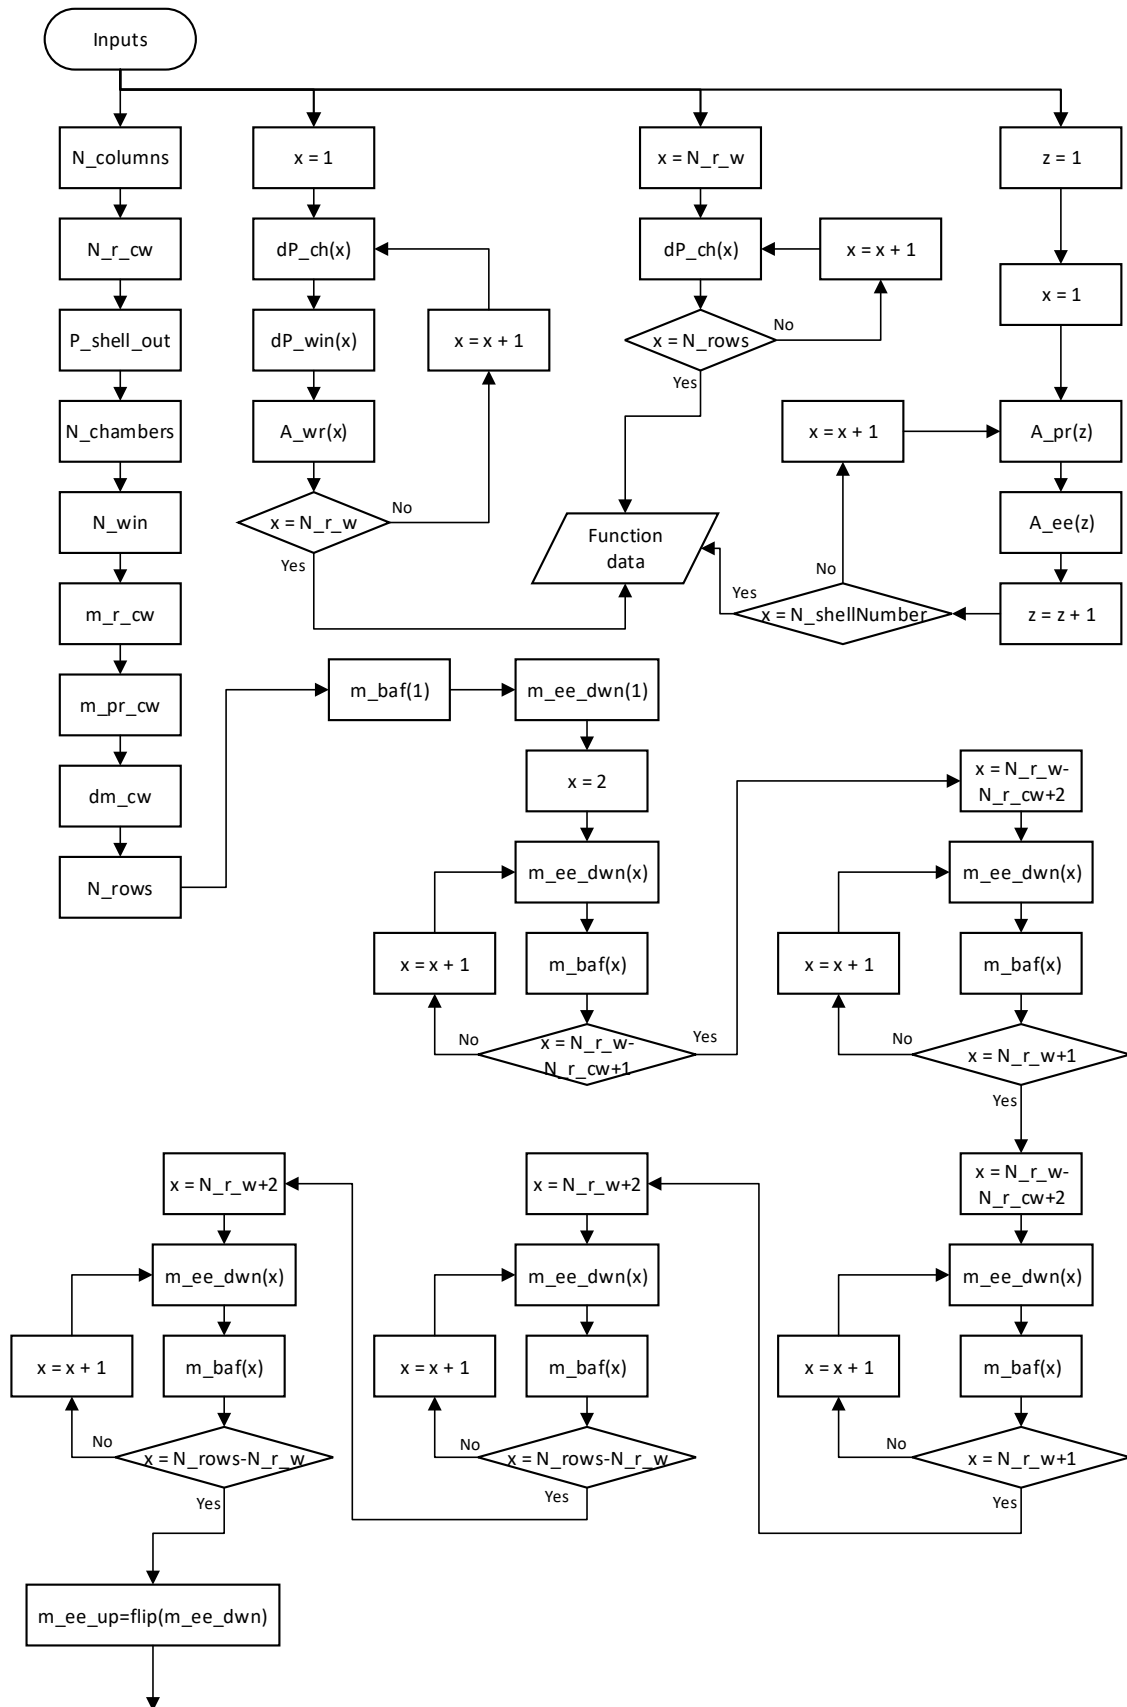 Inputs
N_columns
N_r_cw
P_shell_out
N_chambers
N_win
m_r_cw
m_pr_cw
dm_cw
N_rows
x = 1
dP_ch(x)
dP_win(x)
A_wr(x)
x = N_r_w
No
Yes
x = x + 1
x = N_r_w
dP_ch(x)
x = x + 1
x = N_rows
No
Yes
Function
data
z = 1
x = 1
A_pr(z)
A_ee(z)
z = z + 1
x = N_shellNumber
Yes
No
x = x + 1
m_baf(1)
m_ee_dwn(1)
x = 2
m_ee_dwn(x)
m_baf(x)
x = x + 1
x = N_r_w-
N_r_cw+1
No
Yes
x = N_r_w-
N_r_cw+2
m_ee_dwn(x)
m_baf(x)
x = x + 1
x = N_r_w+1
No
Yes
x = N_r_w-
N_r_cw+2
m_ee_dwn(x)
m_baf(x)
x = x + 1
x = N_r_w+1
No
Yes
x = N_r_w+2
m_ee_dwn(x)
m_baf(x)
x = x + 1
x = N_rows-N_r_w
No
Yes
x = N_r_w+2
m_ee_dwn(x)
m_baf(x)
x = x + 1
x = N_rows-N_r_w
No
Yes
m_ee_up=flip(m_ee_dwn)